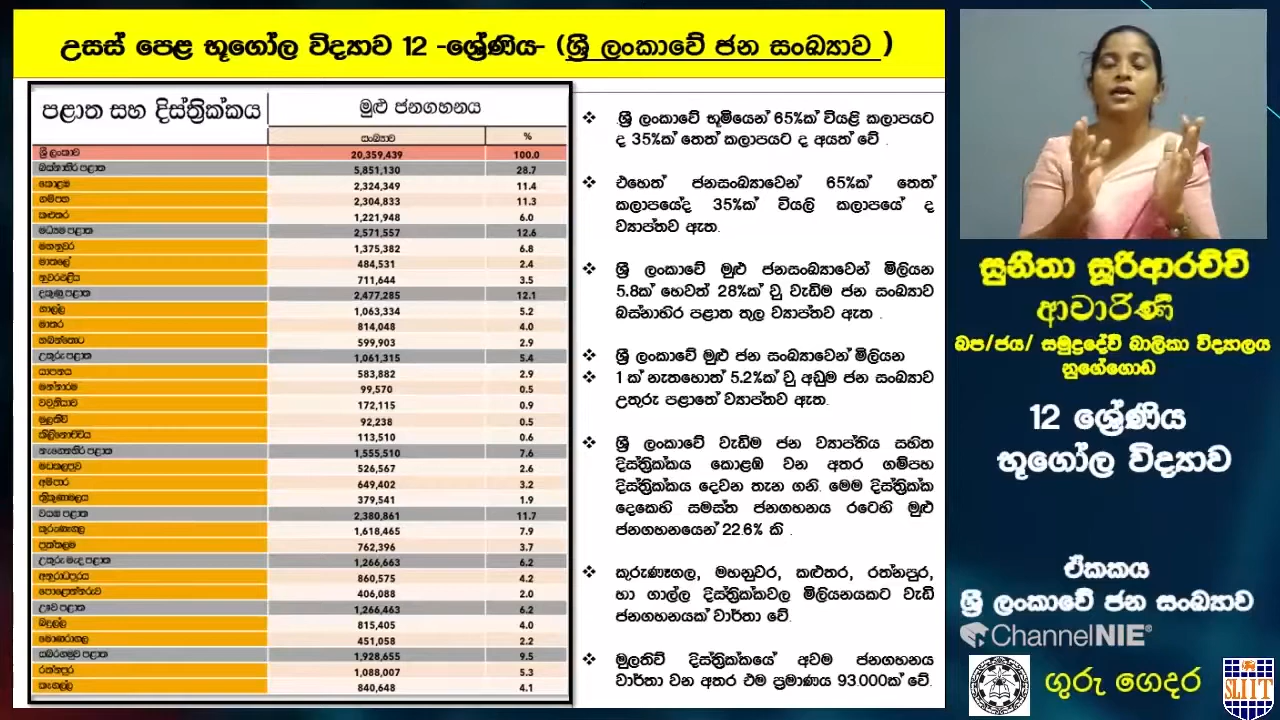 උසස් පෙළ භූගෝල විද්‍යාව 12 -ශ්‍රේණිය- (ශ්‍රී ලංකාවේ ජන සංඛ්‍යාව )
පළාත සහ දිස්ත්‍රික්කය මුළු ජනගහනය
සංඛ්‍යාව %
ශ්‍රී ලංකාව 20,359,439 100.0
බස්නාහිර පළාත 5,851,130 28.7
කොළඹ 2,324,349 11.4
ගම්පහ 2,304,833 11.3
කළුතර 1,221,948 6.0
මධ්‍යම පළාත 2,571,557 12.6
මහනුවර 1,375,382 6.8
මාතලේ 484,531 2.4
නුවරඑළිය 711,644 3.5
දකුණු පළාත 2,477,285 12.1
ගාල්ල 1,063,334 5.2
මාතර 814,048 4.0
හම්බන්තොට 599,903 2.9
උතුරු පළාත 1,061,315 5.4
යාපනය 583,882 2.9
මන්නාරම 99,570 0.5
වවුනියාව 172,115 0.9
මුලතිව් 92,238 0.5
කිලිනොච්චිය 113,510 0.6
නැගෙනහිර පළාත 1,555,510 7.6
මඩකලපුව 526,567 2.6
අම්පාර 649,402 3.2
ත්‍රිකුණාමලය 379,541 1.9
වයඹ පළාත 2,380,861 11.7
කුරුණෑගල 1,618,465 7.9
පුත්තලම 762,396 3.7
උතුරු මැද පළාත 1,266,663 6.2
අනුරාධපුරය 860,575 4.2
පොළොන්නරුව 406,088 2.0
ඌව පළාත 1,266,463 6.2
බදුල්ල 815,405 4.0
මොණරාගල 451,058 2.2
සබරගමුව පළාත 1,928,655 9.5
රත්නපුර 1,088,007 5.3
කෑගල්ල 840,648 4.1
❖ ශ්‍රී ලංකාවේ භූමියෙන් 65%ක් වියළි කලාපයට
ද 35%ක් තෙත් කලාපයට ද අයත් වේ .
❖ එහෙත් ජනසංඛ්‍යාවෙන් 65%ක් තෙත්
කලාපයේද 35%ක් වියලි කලාපයේ ද
ව්‍යාප්තව ඇත.
❖ ශ්‍රී ලංකාවේ මුළු ජනසංඛ්‍යාවෙන් මිලියන
5.8ක් හෙවත් 28%ක් වූ වැඩිම ජන සංඛ්‍යාව
බස්නාහිර පළාත තුල ව්‍යාප්තව ඇත .
❖ ශ්‍රී ලංකාවේ මුළු ජන සංඛ්‍යාවෙන් මිලියන
❖ 1ක් නැතහොත් 5.2%ක් වූ අඩුම ජන සංඛ්‍යාව
උතුරු පළාතේ ව්‍යාප්තව ඇත.
❖ ශ්‍රී ලංකාවේ වැඩිම ජන ව්‍යාප්තිය සහිත
දිස්ත්‍රික්කය කොළඹ වන අතර ගම්පහ
දිස්ත්‍රික්කය දෙවන තැන ගනී. මෙම දිස්ත්‍රික්ක
දෙකෙහි සමස්ත ජනගහනය රටෙහි මුළු
ජනගහනයෙන් 22.6% කි .
❖ කුරුණෑගල, මහනුවර, කළුතර, රත්නපුර,
හා ගාල්ල දිස්ත්‍රික්කවල මිලියනයකට වැඩි
ජනගහනයක් වාර්තා වේ.
❖ මුලතිව් දිස්ත්‍රික්කයේ අවම ජනගහනය
වාර්තා වන අතර එම ප්‍රමාණය 93000ක් වේ.
සුනීතා සූරිආරච්චි
ආචාරිණී
බප/ජය/ සමුද්‍රදේවී බාලිකා විද්‍යාලය
නුගේගොඩ
12 ශ්‍රේණිය
භූගෝල විද්‍යාව
ඒකකය
ශ්‍රී ලංකාවේ ජන සංඛ්‍යාව
ChannelNIE®
ගුරු ගෙදර
SLIIT